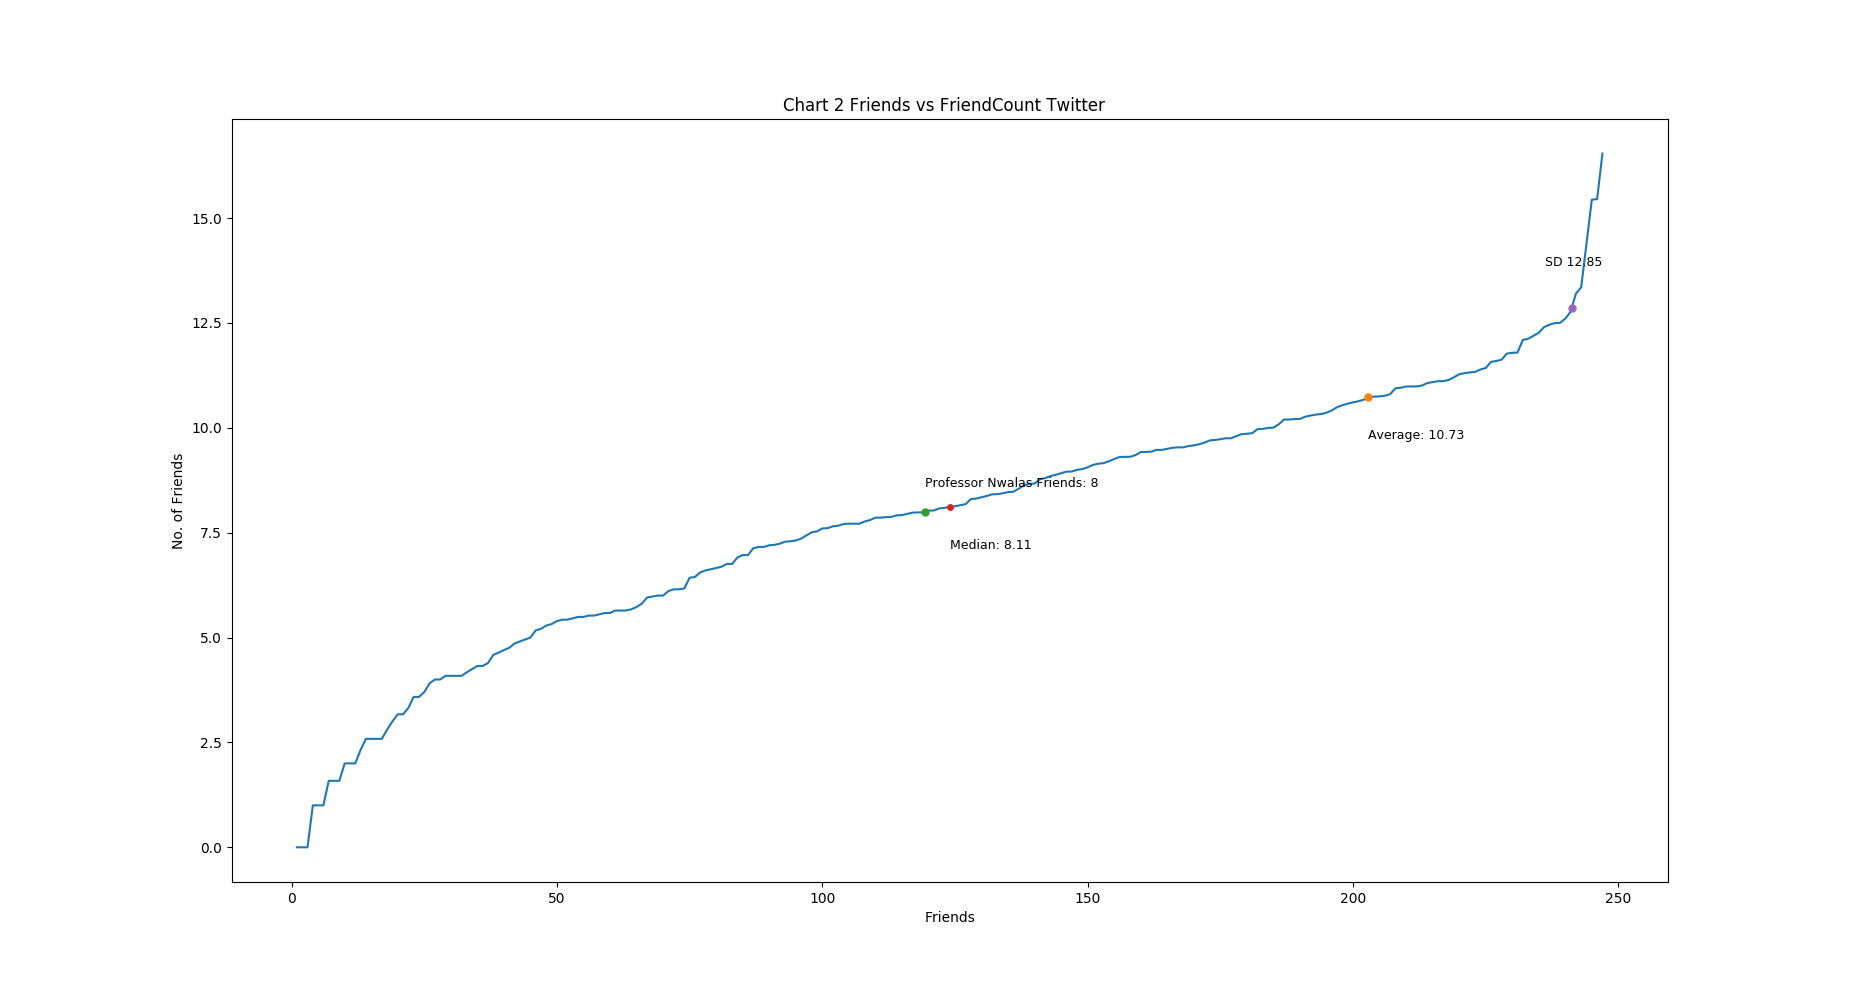 Chart 2 Friends vs FriendCount Twitter
No. of Friends
15.0
12.5
10.0
7.5
5.0
2.5
0.0
SD 12.85
Average: 10.73
Professor Nwalas Friends: 8
Median: 8.11
0
50
100
150
200
250
Friends